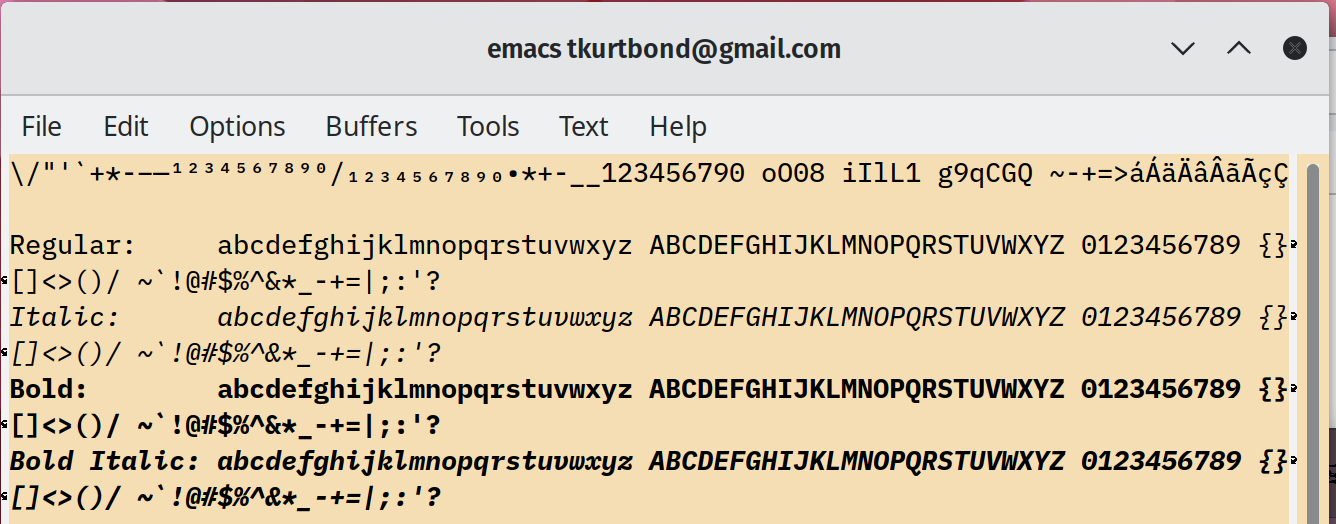 emacs tkurtbond@gmail.com
File Edit Options Buffers Tools Text Help
\/"'`+*-–—¹²³⁴⁵⁶⁷⁸⁹⁰/₁₂₃₄₅₆₇₈₉₀•*+-__123456790 oO08 iIlL1 g9qCGQ ~-+=>áÁäÄâÂãÃçÇ
Regular:     abcdefghijklmnopqrstuvwxyz ABCDEFGHIJKLMNOPQRSTUVWXYZ 0123456789 {}
[]<>()/ ~`!@#$%^&*_-+=|;:'?
Italic:      abcdefghijklmnopqrstuvwxyz ABCDEFGHIJKLMNOPQRSTUVWXYZ 0123456789 {}
[]<>()/ ~`!@#$%^&*_-+=|;:'?
Bold:        abcdefghijklmnopqrstuvwxyz ABCDEFGHIJKLMNOPQRSTUVWXYZ 0123456789 {}
[]<>()/ ~`!@#$%^&*_-+=|;:'?
Bold Italic: abcdefghijklmnopqrstuvwxyz ABCDEFGHIJKLMNOPQRSTUVWXYZ 0123456789 {}
[]<>()/ ~`!@#$%^&*_-+=|;:'?